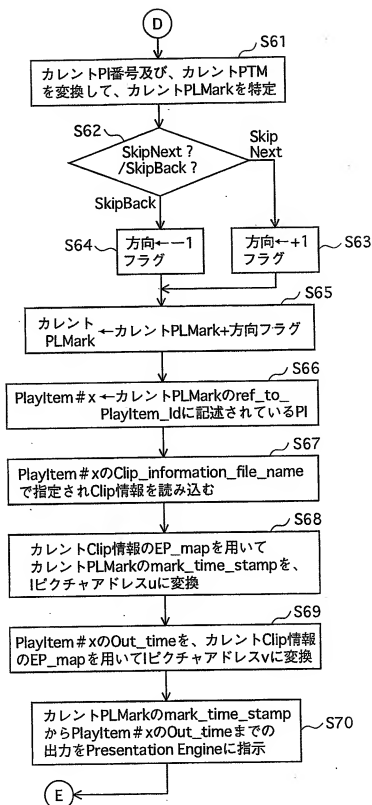 D
S61
カレントPI番号及び、カレントPTM
を変換して、カレントPLMarkを特定
S62
SkipNext ?
/SkipBack ?
Skip
Next
SkipBack
S64
方向←−1
フラグ
方向←+1
フラグ
S63
S65
カレント
PLMark
←カレントPLMark+方向フラグ
S66
PlayItem#x←カレントPLMarkのref_to_
PlayItem_Idに記述されているPI
S67
PlayItem#xのClip_information_file_name
で指定されClip情報を読み込む
S68
カレントClip情報のEP_mapを用いて
カレントPLMarkのmark_time_stampを、
Iピクチャアドレスuに変換
S69
PlayItem#xのOut_timeを、カレントClip情報
のEP_mapを用いてIピクチャアドレスvに変換
カレントPLMarkのmark_time_stamp
からPlayItem#xのOut_timeまでの
出力をPresentation Engineに指示
S70
E